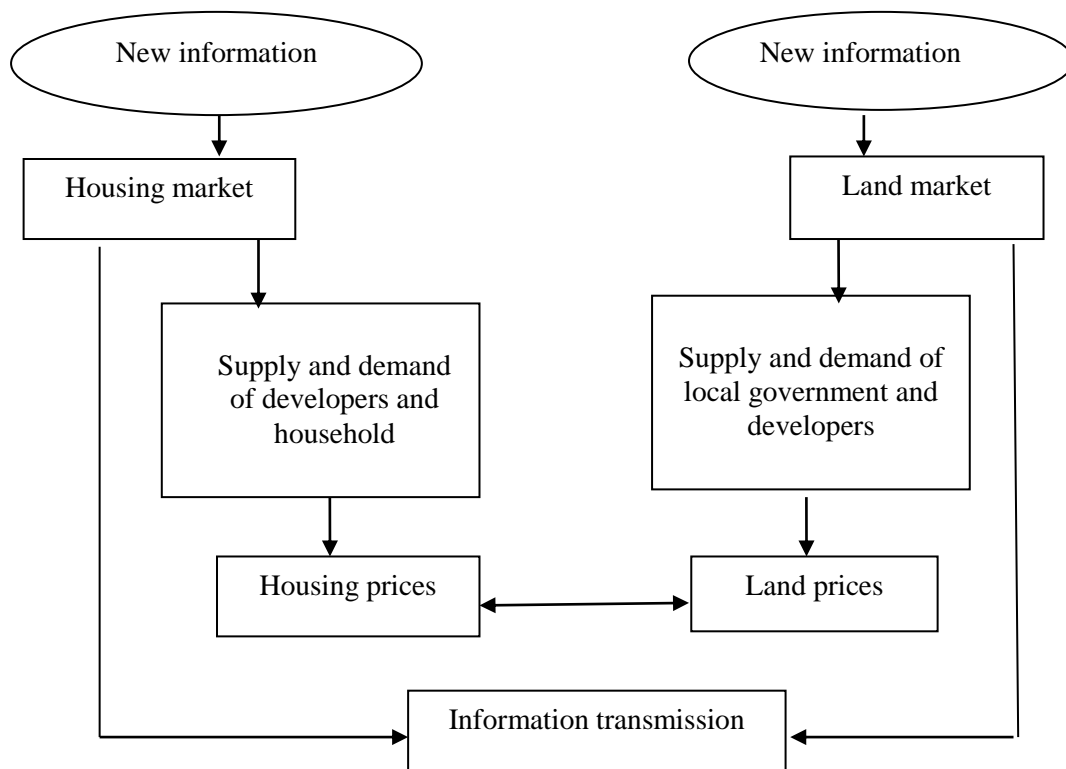 New information
New information
Housing market
Land market
Supply and demand
of developers and
household
Supply and demand of
local government and
developers
Housing prices
Land prices
Information transmission